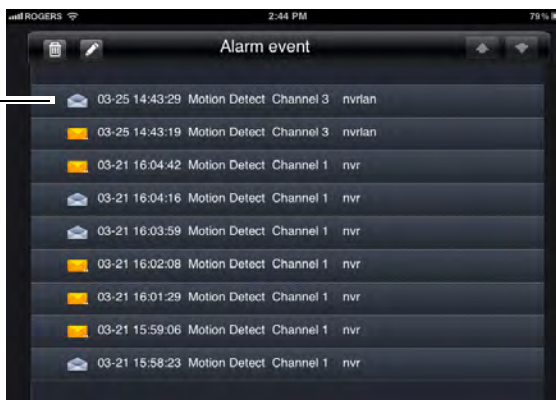 ROGERS 2:44 PM 79%
Alarm event
03-25 14:43:29 Motion Detect Channel 3 nvrlan
03-25 14:43:19 Motion Detect Channel 3 nvrlan
03-21 16:04:42 Motion Detect Channel 1 nvr
03-21 16:04:16 Motion Detect Channel 1 nvr
03-21 16:03:59 Motion Detect Channel 1 nvr
03-21 16:02:08 Motion Detect Channel 1 nvr
03-21 16:01:29 Motion Detect Channel 1 nvr
03-21 15:59:06 Motion Detect Channel 1 nvr
03-21 15:58:23 Motion Detect Channel 1 nvr